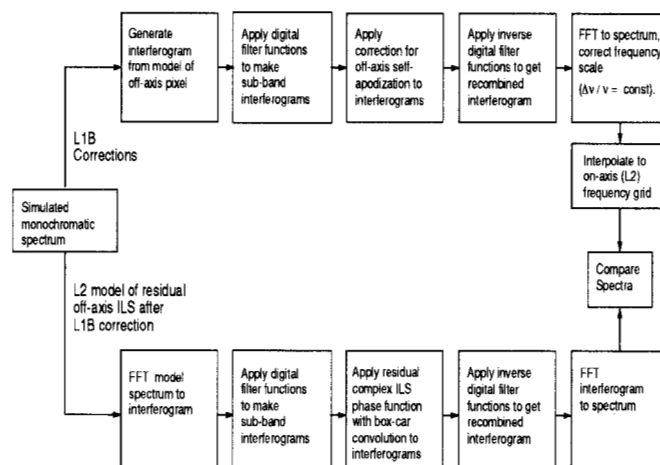 Generate
interferogram
from model of
off-axis pixel
Apply digital
filter functions
to make
sub-band
interferograms
Apply
correction for
off-axis self-
apodization to
interferograms
Apply inverse
digital filter
functions to get
recombined
interferogram
FFT to spectrum,
correct frequency
scale
{Δν / ν = const}.
L1B
Corrections
Interpolate to
on-axis (L2)
frequency grid
Simulated
monochromatic
spectrum
Compare
Spectra
L2 model of residual
off-axis ILS after
L1B correction
FFT model
spectrum to
interferogram
Apply digital
filter functions
to make
sub-band
interferograms
Apply residual
complex ILS
phase function
with box-car
convolution to
interferograms
Apply inverse
digital filter
functions to get
recombined
interferogram
FFT
interferogram
to spectrum